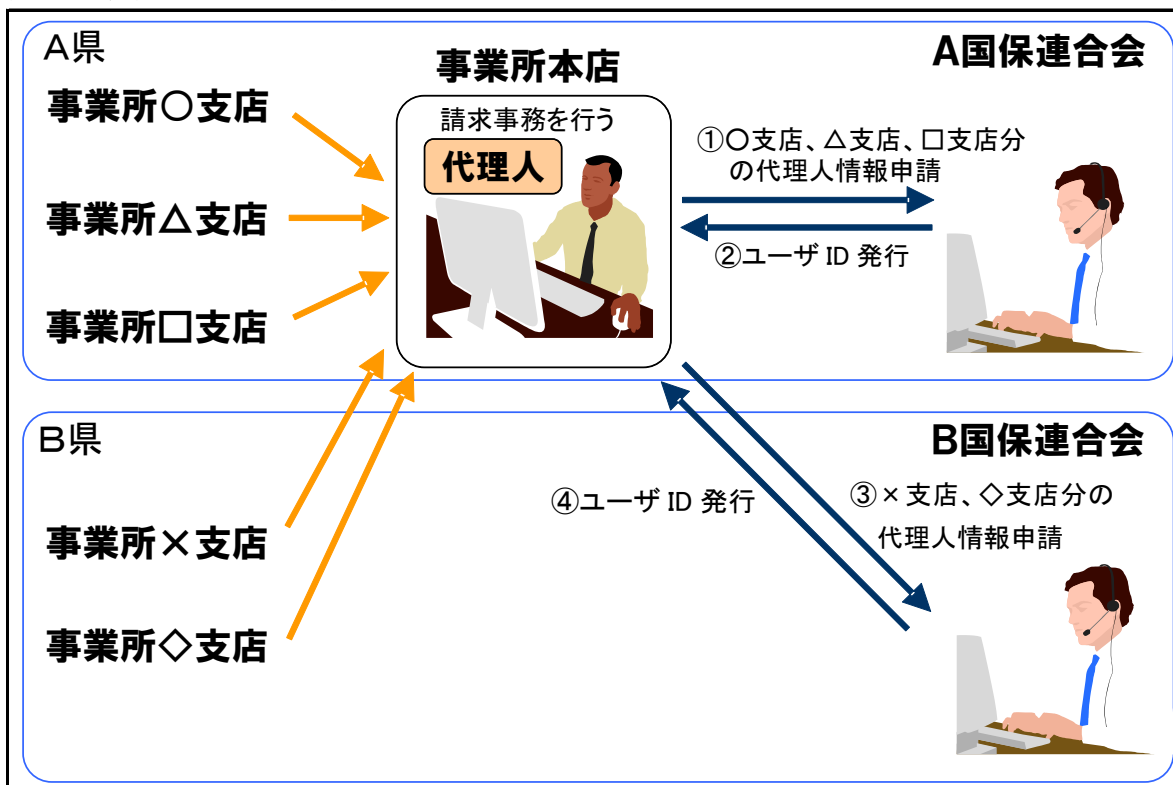 A県
事業所本店
A国保連合会
事業所○支店
事業所△支店
事業所□支店
請求事務を行う
代理人
①○支店、△支店、□支店分
の代理人情報申請
②ユーザ ID 発行
B県
B国保連合会
事業所×支店
事業所◇支店
④ユーザ ID 発行
③×支店、◇支店分の
代理人情報申請